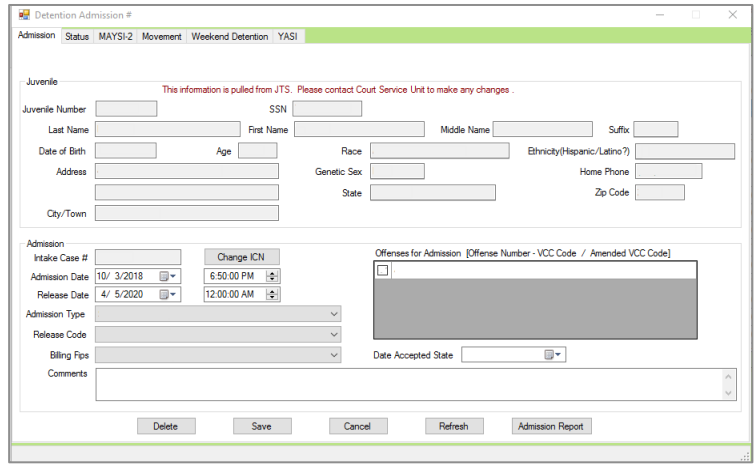 Detention Admission #
Admission Status MAYSI-2 Movement Weekend Detention YASI
Juvenile
This information is pulled from JTS. Please contact Court Service Unit to make any changes .
Juvenile Number SSN
Last Name First Name Middle Name Suffix
Date of Birth Age Race Ethnicity(Hispanic/Latino?)
Address Genetic Sex Home Phone
State Zip Code
City/Town
Admission
Intake Case # Change ICN Offenses for Admission [Offense Number - VCC Code / Amended VCC Code]
Admission Date 10/ 3/2018 6:50:00 PM
Release Date 4/ 5/2020 12:00:00 AM
Admission Type
Release Code
Billing Fips Date Accepted State
Comments
Delete Save Cancel Refresh Admission Report